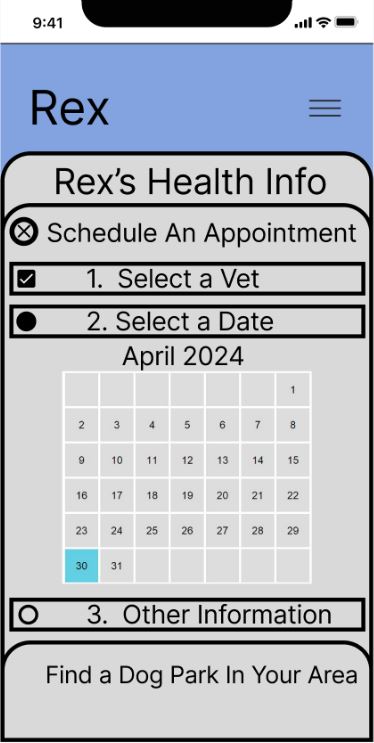 9:41
Rex
Rex's Health Info
Schedule An Appointment
1. Select a Vet
2. Select a Date
April 2024
1
2 3 4 5 6 7 8
9 10 11 12 13 14 15
16 17 18 19 20 21 22
23 24 25 26 27 28 29
30 31
3. Other Information
Find a Dog Park In Your Area